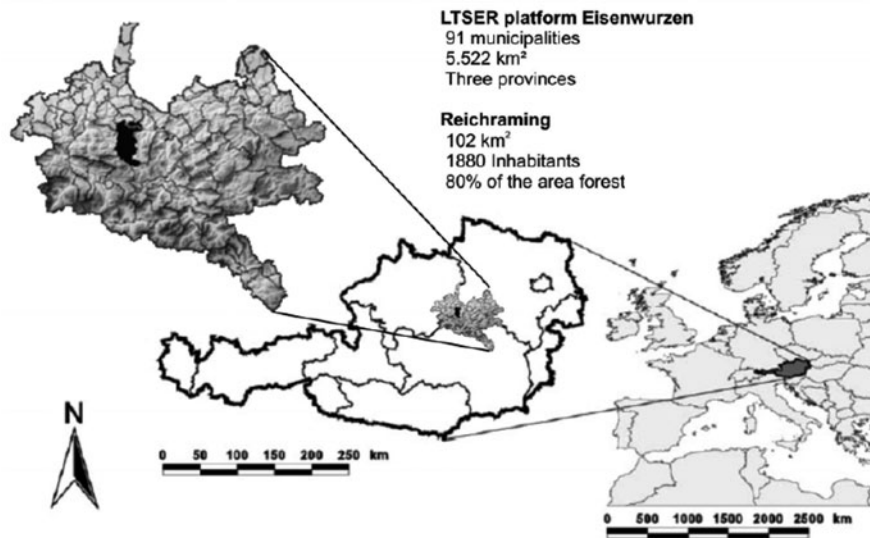 LTSER platform Eisenwurzen
91 municipalities
5.522 km²
Three provinces
Reichraming
102 km²
1880 Inhabitants
80% of the area forest
N
0 50 100 150 200 250 km
0 500 1000 1500 2000 2500 km